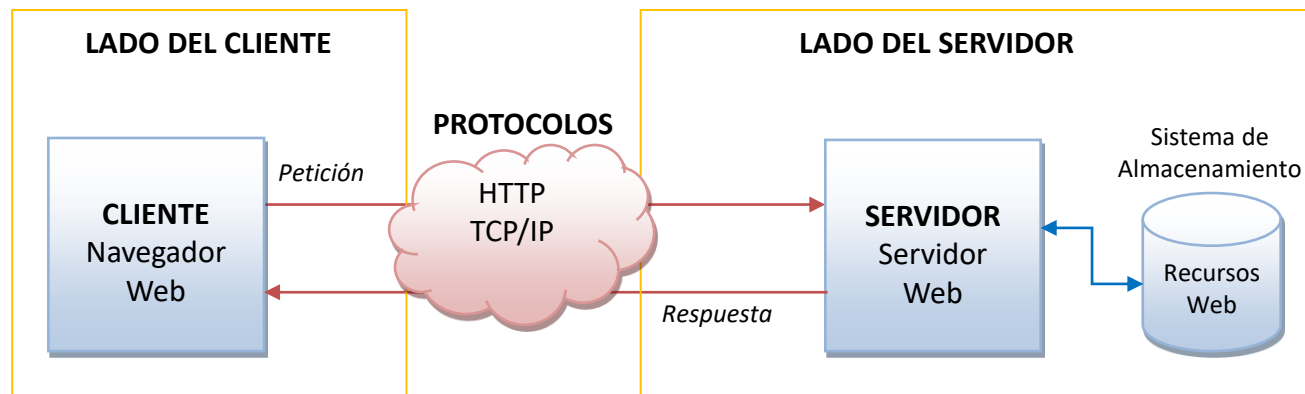 LADO DEL CLIENTE
LADO DEL SERVIDOR
PROTOCOLOS
Petición
HTTP
TCP/IP
CLIENTE
Navegador
Web
SERVIDOR
Servidor
Web
Sistema de
Almacenamiento
Recursos
Web
Respuesta